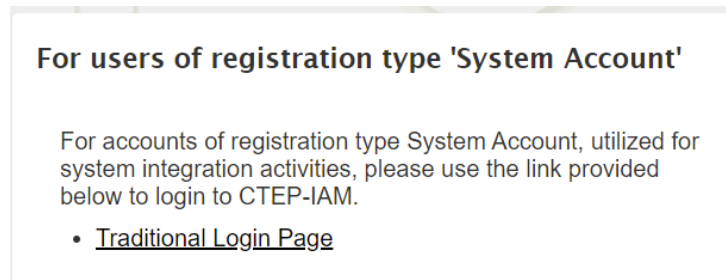 For users of registration type 'System Account'
For accounts of registration type System Account, utilized for
system integration activities, please use the link provided
below to login to CTEP-IAM.
• Traditional Login Page